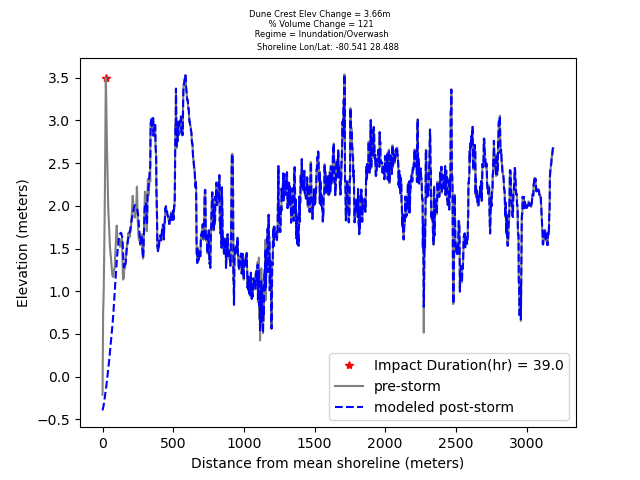 Dune Crest Elev Change = 3.66m
% Volume Change = 121
Regime = Inundation/Overwash
Shoreline Lon/Lat: -80.541 28.488
3.5
3.0
2.5
2.0
1.5
1.0
0.5
0.0
−0.5
Elevation (meters)
Impact Duration(hr) = 39.0
pre-storm
modeled post-storm
0 500 1000 1500 2000 2500 3000
Distance from mean shoreline (meters)